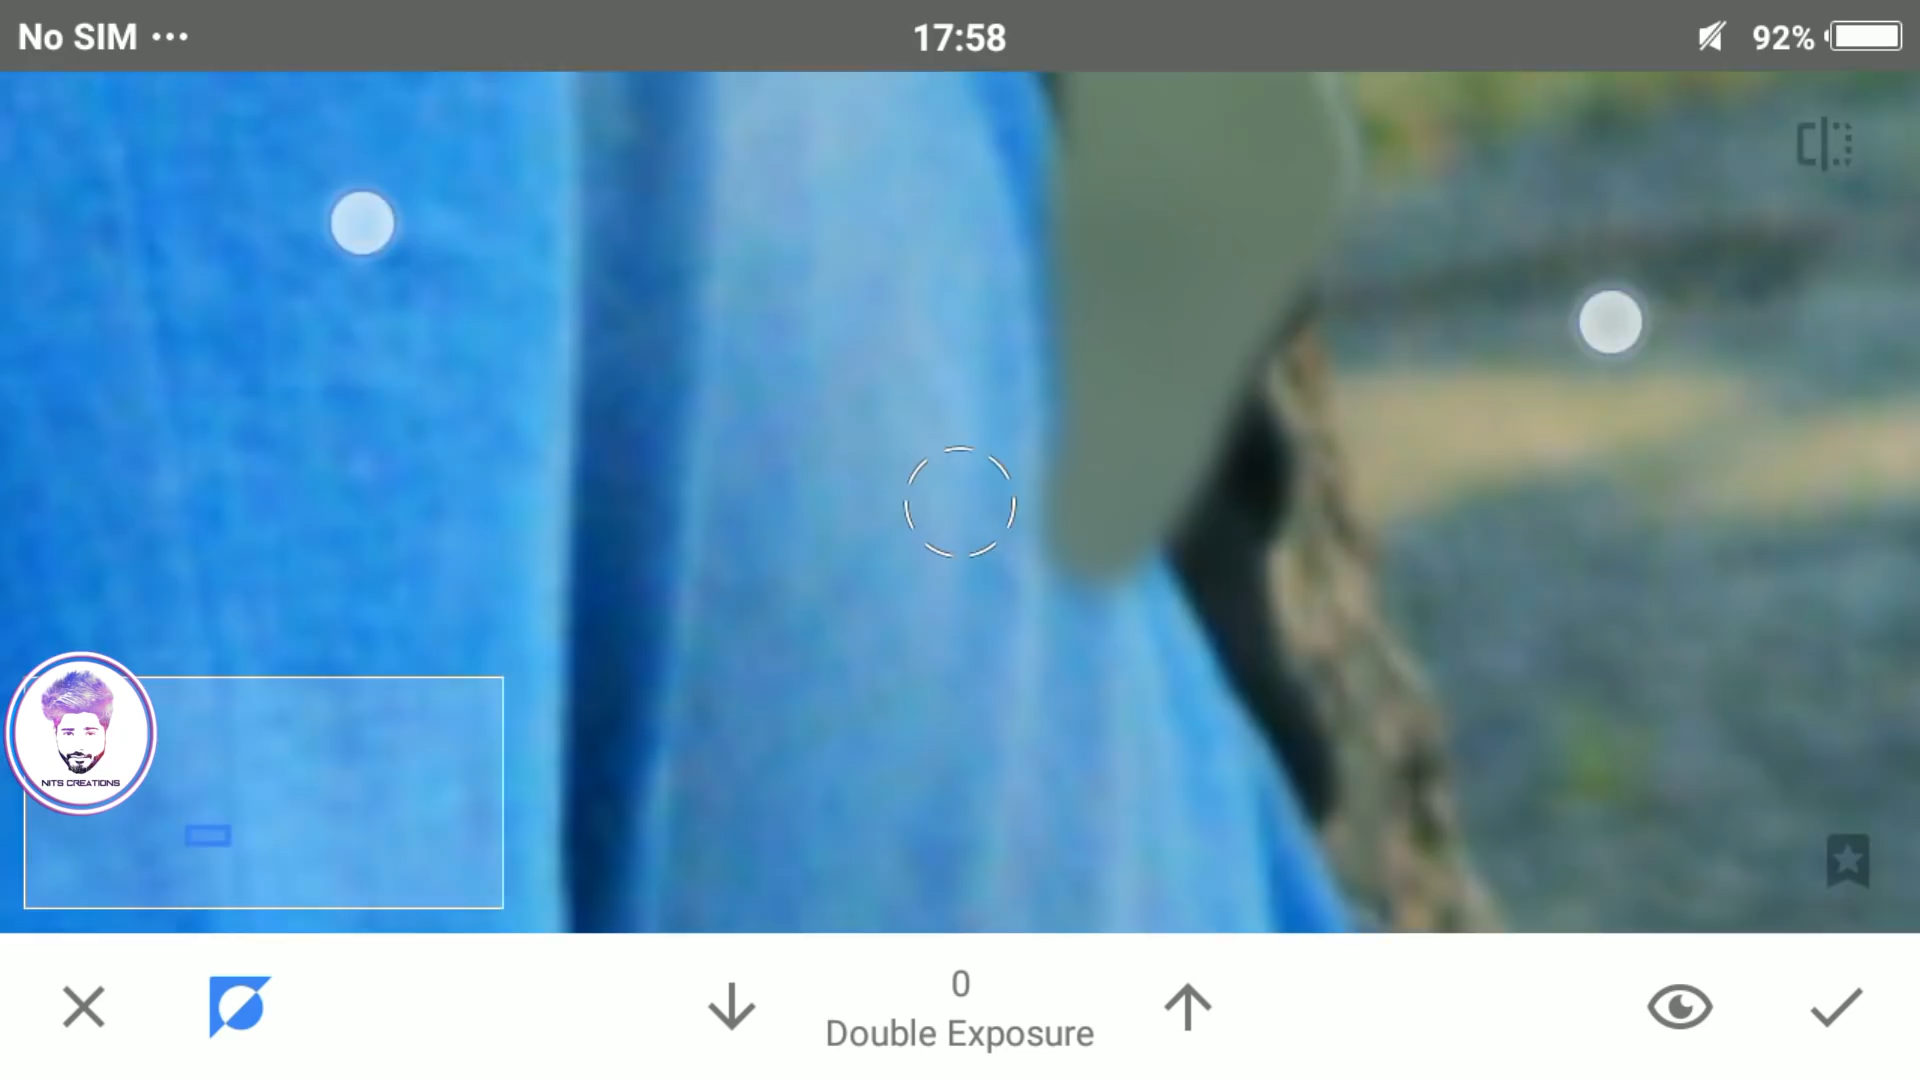 No SIM ...
17:58
92%
NITS CREATIONS
0
Double Exposure